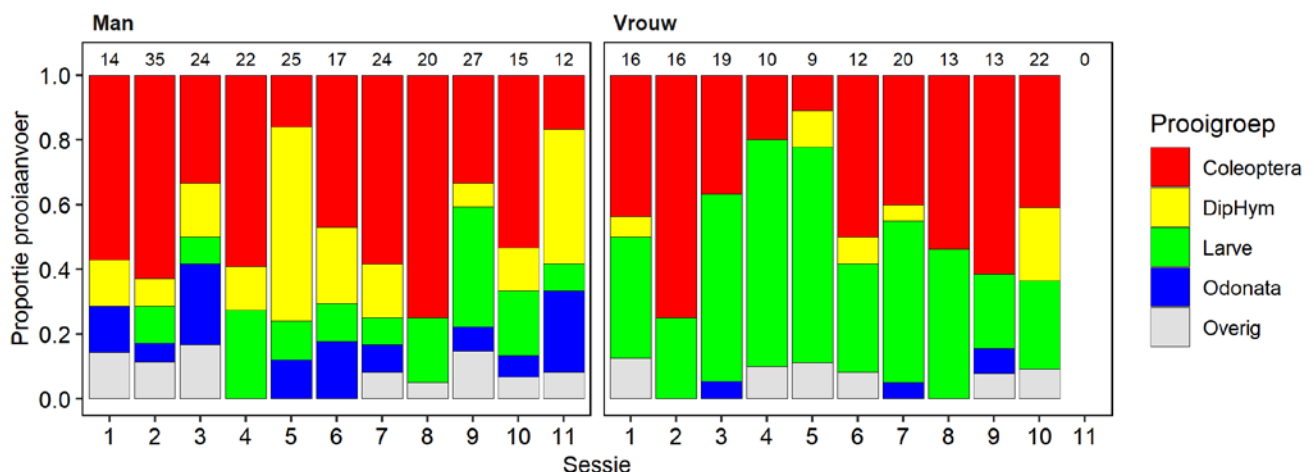 Man
Vrouw
14 35 24 22 25 17 24 20 27 15 12
16 16 19 10 9 12 20 13 13 22 0
Proportie prooiaanvoer
1.0
0.8
0.6
0.4
0.2
0.0
1 2 3 4 5 6 7 8 9 10 11
1 2 3 4 5 6 7 8 9 10 11
Sessie
Prooigroep
Coleoptera
DipHym
Larve
Odonata
Overig